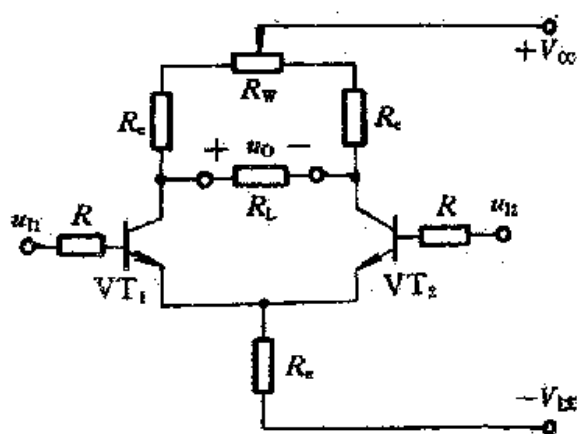 +V_CC
R_W
R_c
R_c
+ u_O −
R_L
u_I1
R
R
u_I2
VT_1
VT_2
R_e
−V_EE